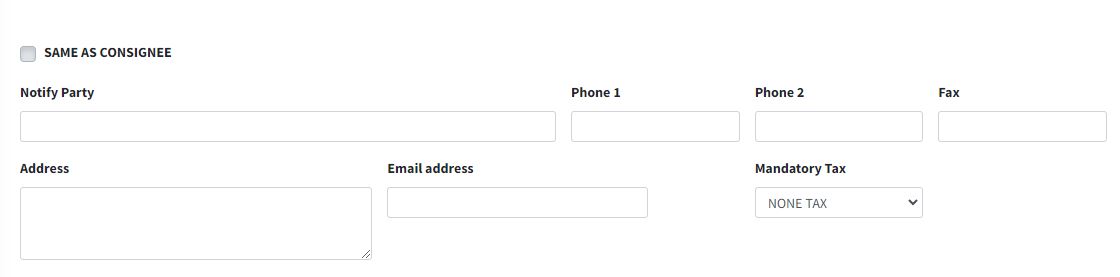 SAME AS CONSIGNEE
Notify Party Phone 1 Phone 2 Fax
Address Email address Mandatory Tax
NONE TAX